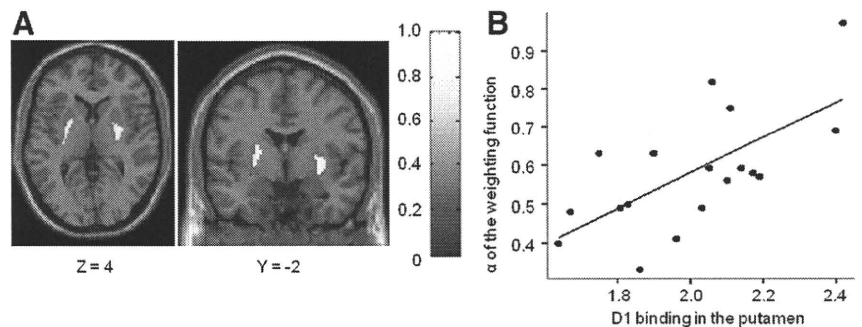 A
Z = 4
Y = -2
1.0
0.8
0.6
0.4
0.2
0
B
α of the weighting function
0.9
0.8
0.7
0.6
0.5
0.4
1.8
2.0
2.2
2.4
D1 binding in the putamen